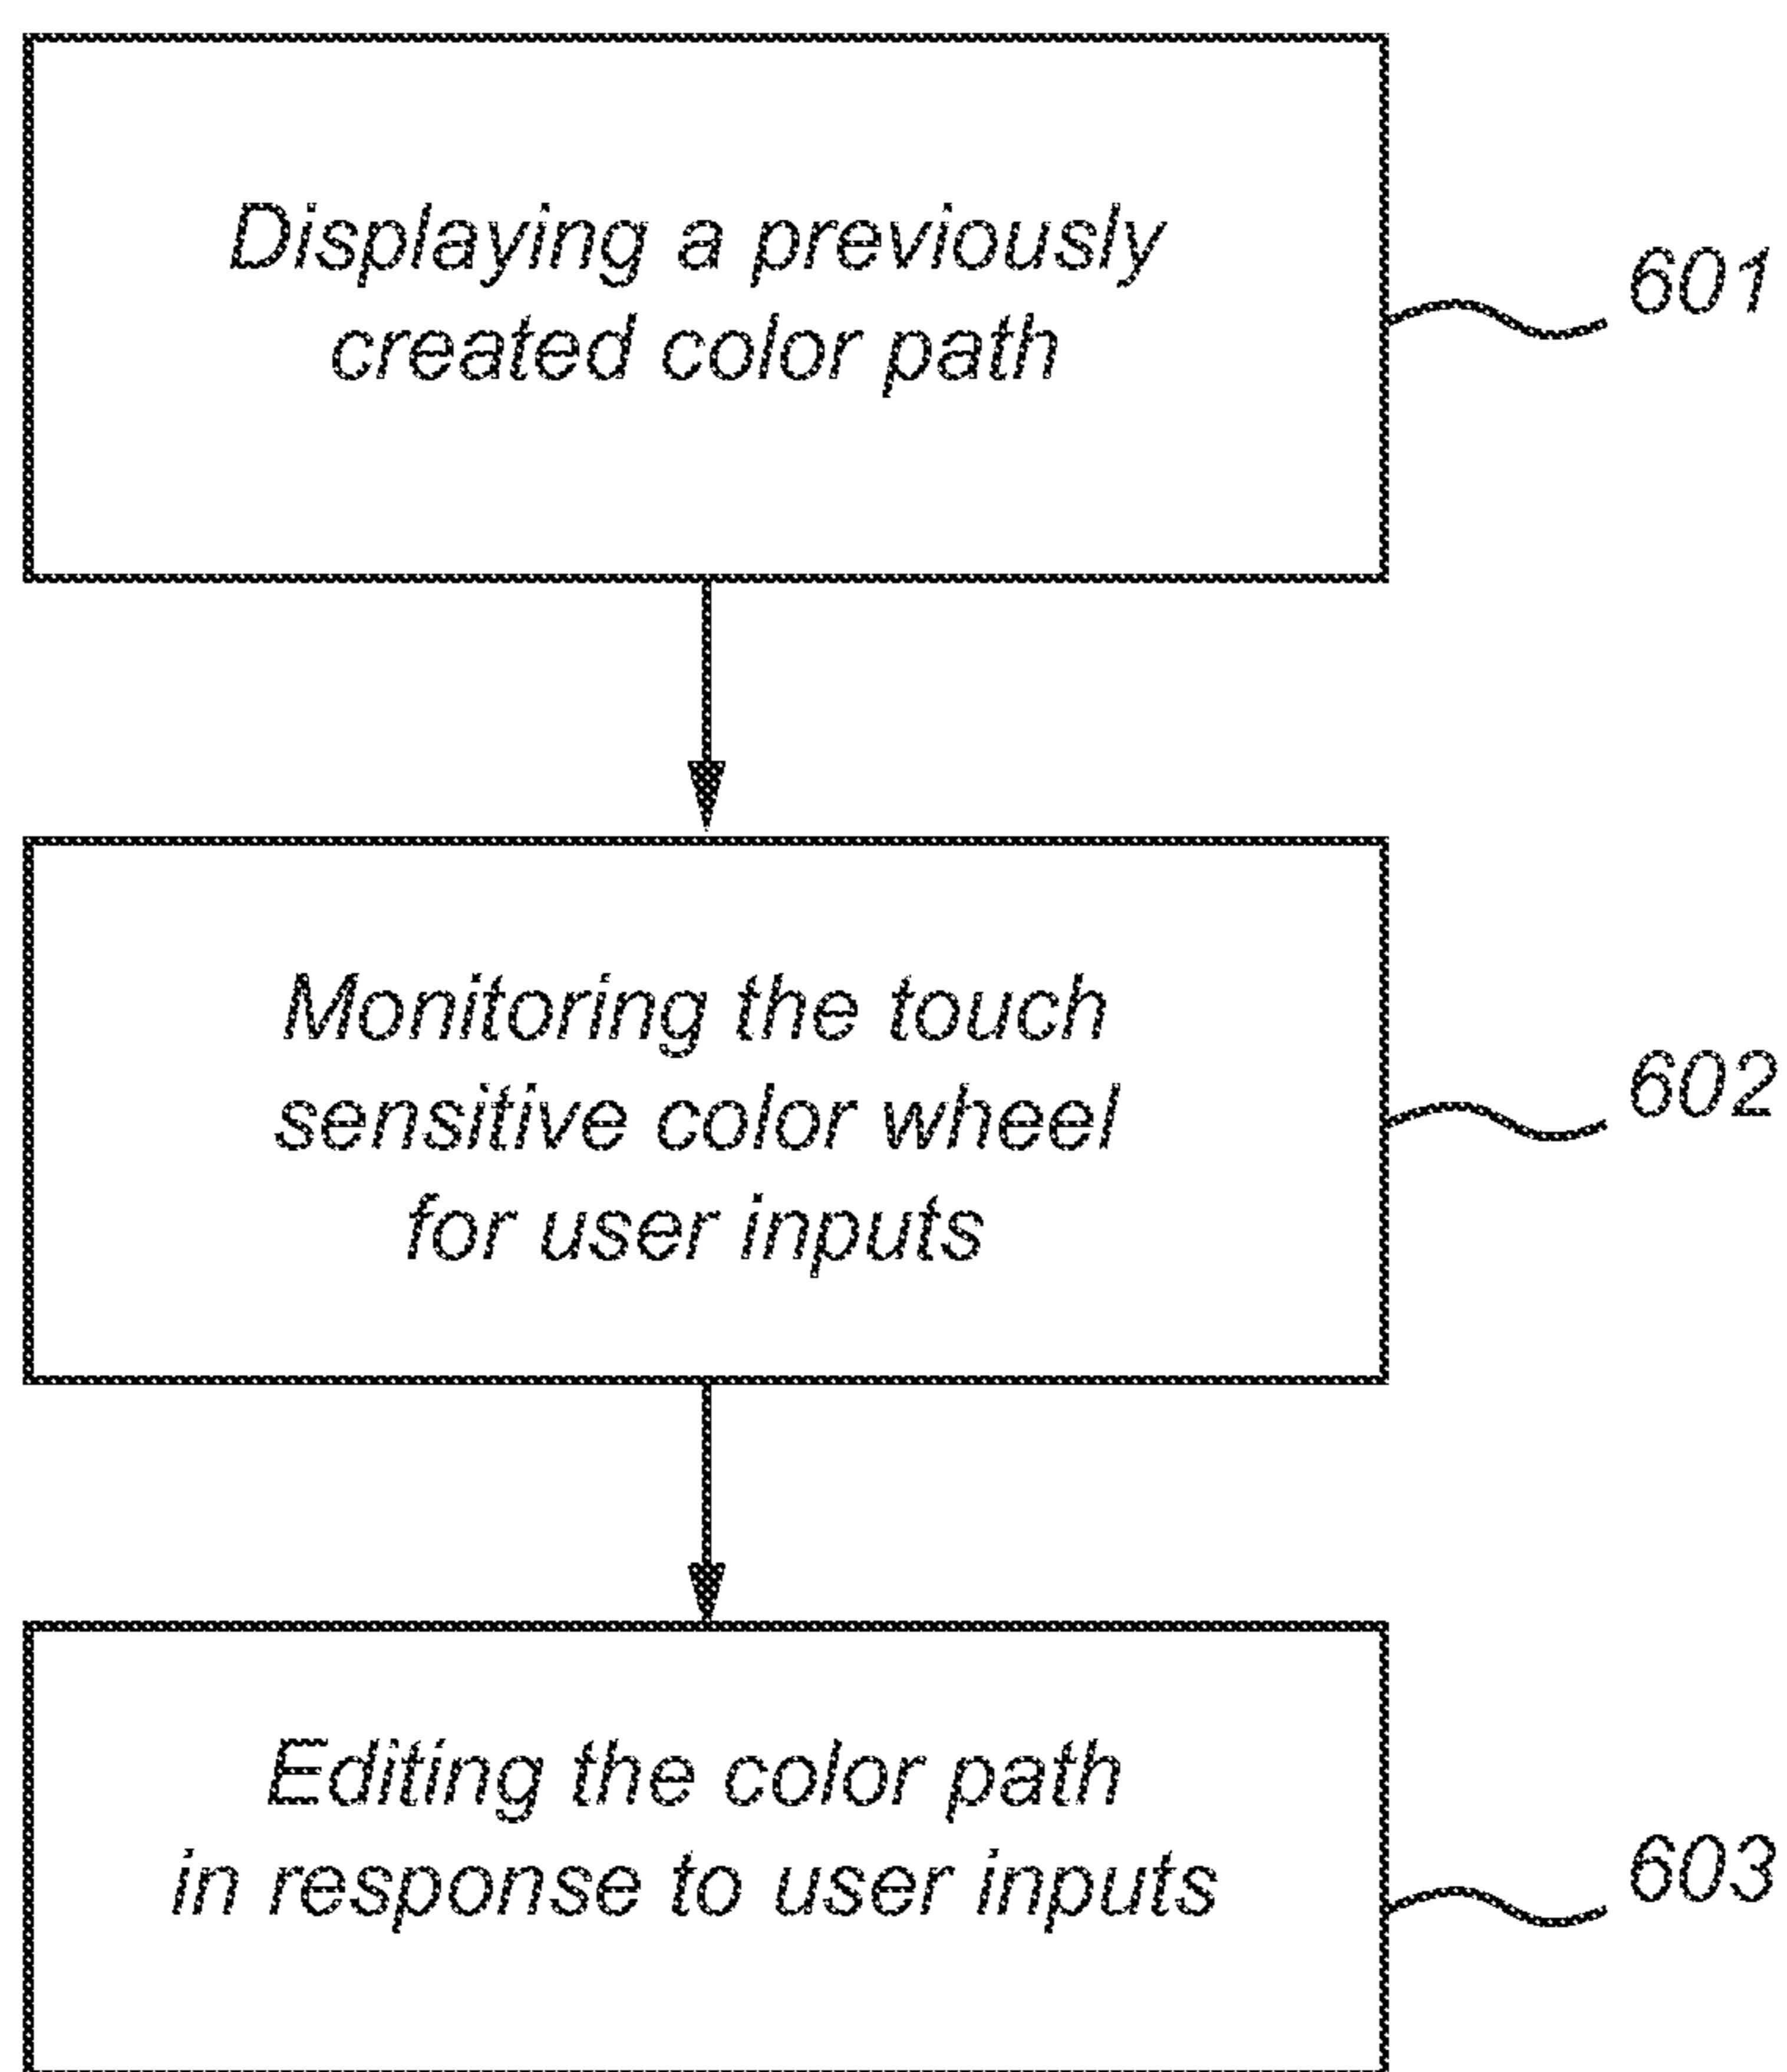 Displaying a previously
created color path
601
Monitoring the touch
sensitive color wheel
for user inputs
602
Editing the color path
in response to user inputs
603